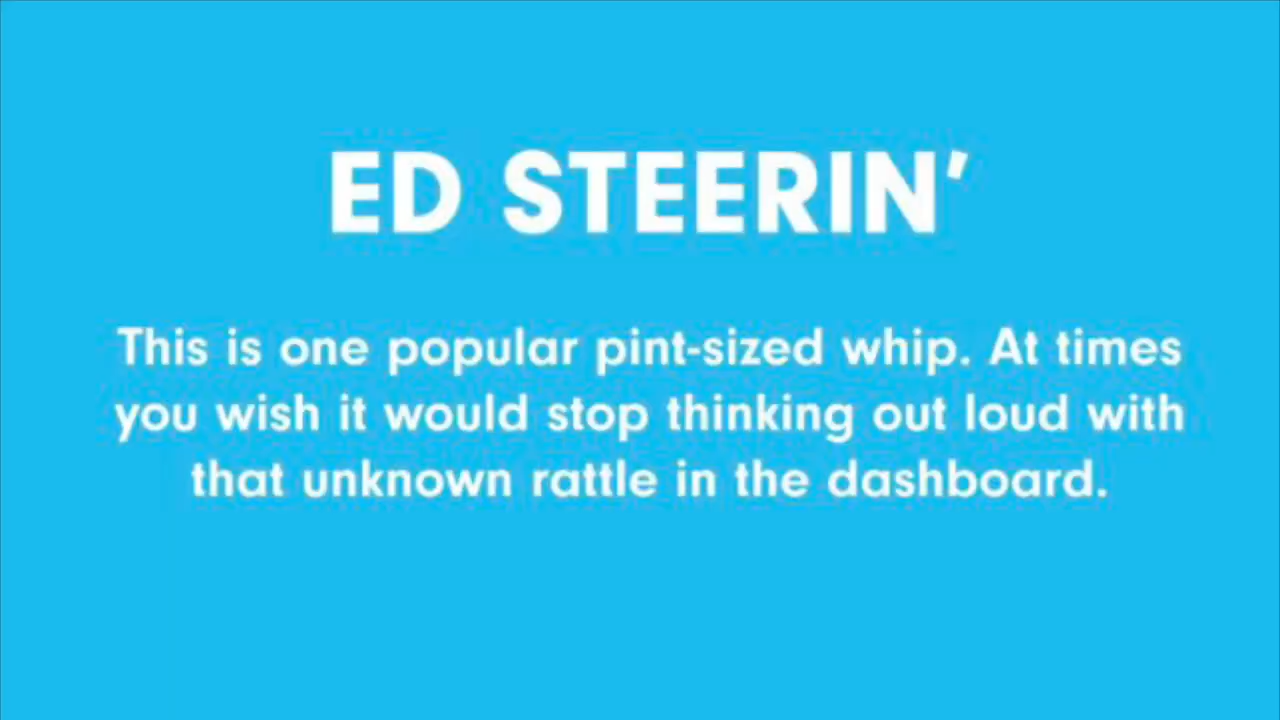 ED STEERIN’
This is one popular pint-sized whip. At times
you wish it would stop thinking out loud with
that unknown rattle in the dashboard.